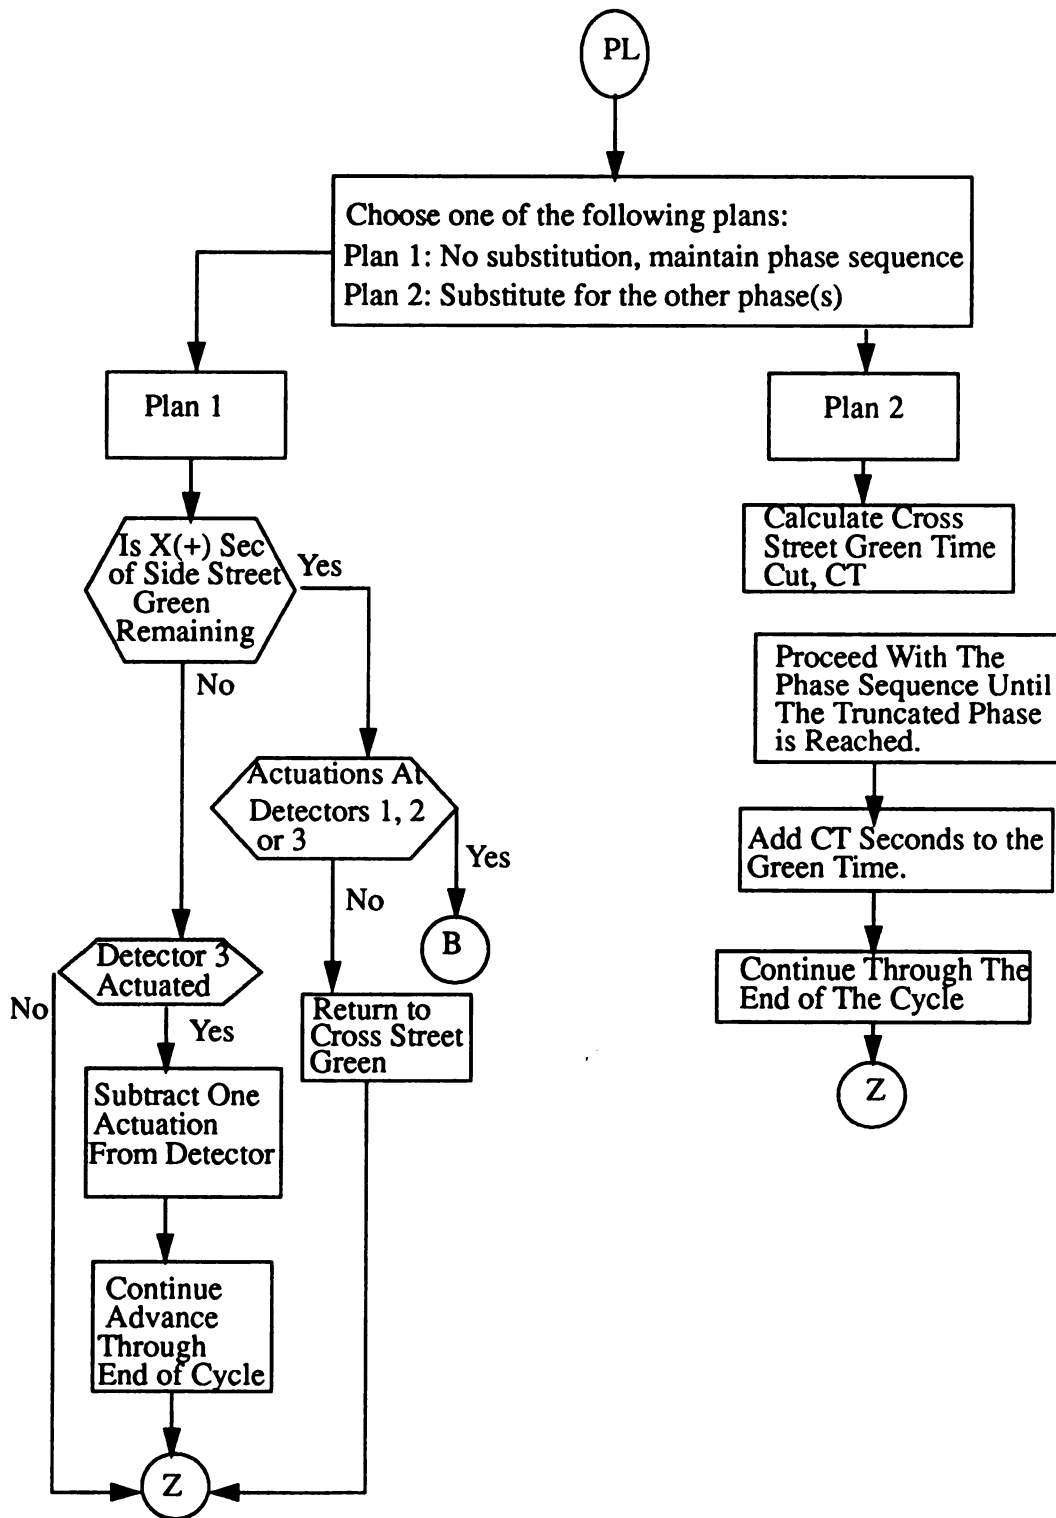 PL
Choose one of the following plans:
Plan 1: No substitution, maintain phase sequence
Plan 2: Substitute for the other phase(s)
Plan 1
Is X(+) Sec
of Side Street
Green
Remaining
Yes
No
Actuations At
Detectors 1, 2
or 3
Yes
No
B
Detector 3
Actuated
No
Yes
Return to
Cross Street
Green
Subtract One
Actuation
From Detector
Continue
Advance
Through
End of Cycle
Z
Plan 2
Calculate Cross
Street Green Time
Cut, CT
Proceed With The
Phase Sequence Until
The Truncated Phase
is Reached.
Add CT Seconds to the
Green Time.
Continue Through The
End of The Cycle
Z